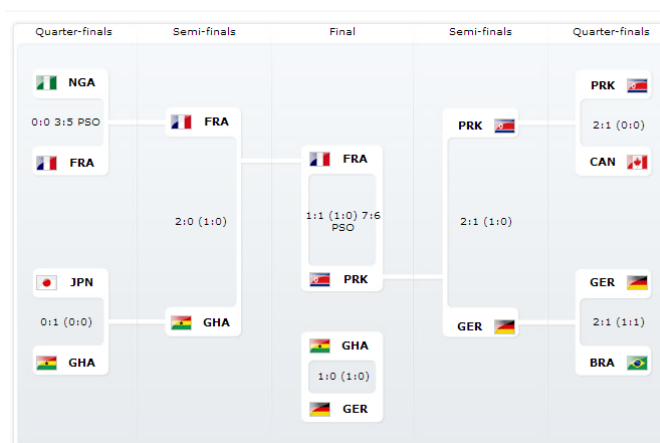 Quarter-finals Semi-finals Final Semi-finals Quarter-finals
NGA
0:0 3:5 PSO
FRA
JPN
0:1 (0:0)
GHA
FRA
2:0 (1:0)
GHA
FRA
1:1 (1:0) 7:6
PSO
PRK
GHA
1:0 (1:0)
GER
PRK
2:1 (1:0)
GER
PRK
2:1 (0:0)
CAN
GER
2:1 (1:1)
BRA